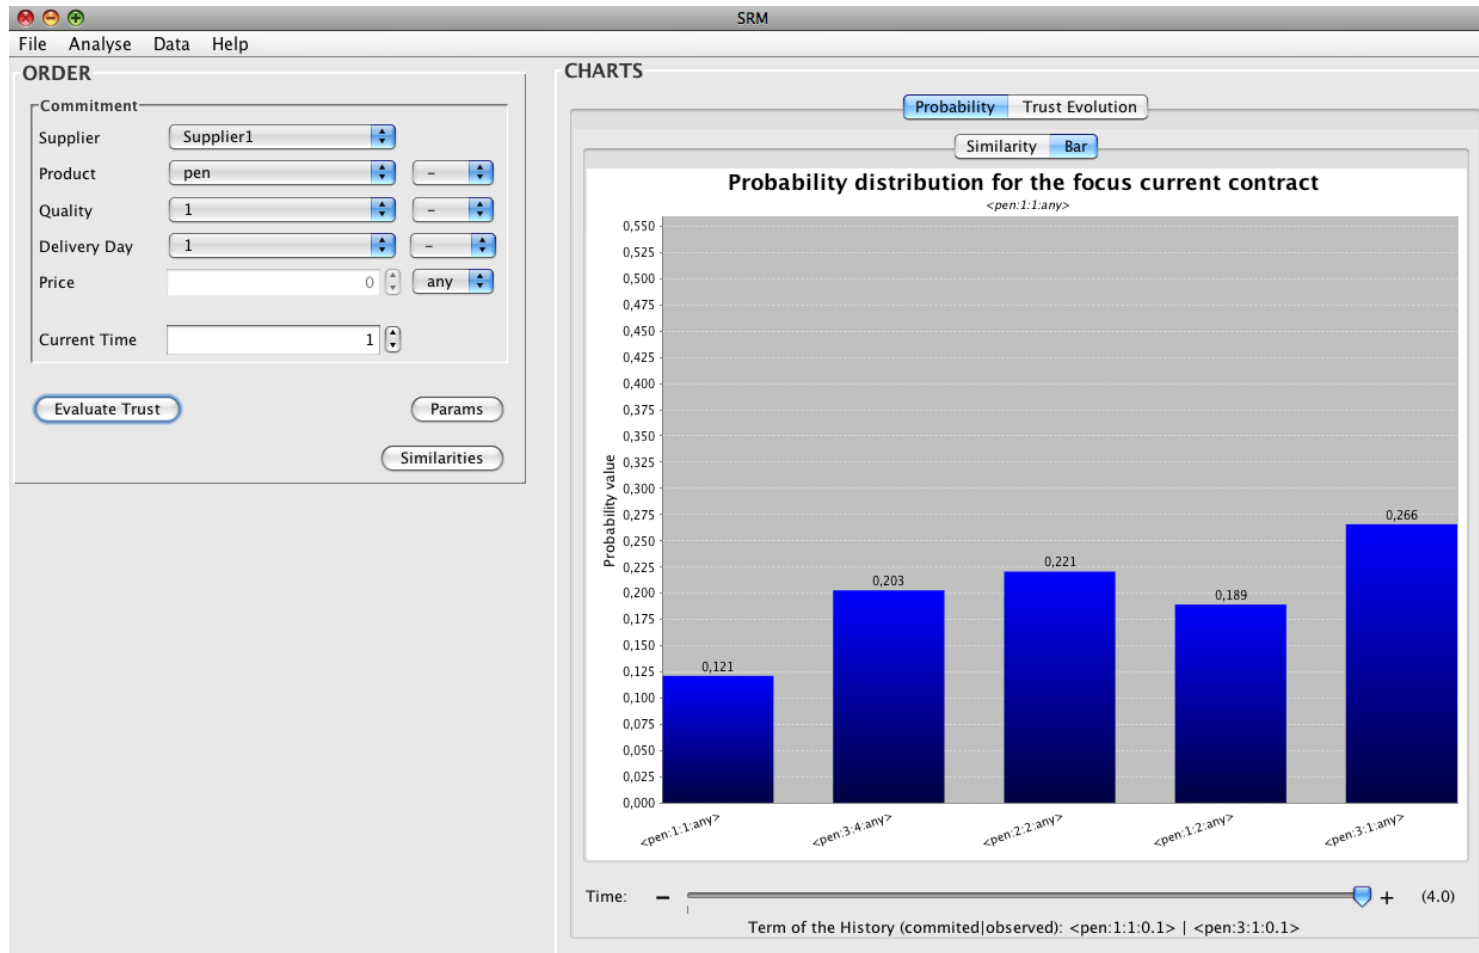 SRM
File Analyse Data Help
ORDER
Commitment
Supplier Supplier1
Product pen -
Quality 1 -
Delivery Day 1 -
Price 0 any
Current Time 1
Evaluate Trust Params
Similarities
CHARTS
Probability Trust Evolution
Similarity Bar
Probability distribution for the focus current contract
<pen:1:1:any>
Probability value
0,550
0,525
0,500
0,475
0,450
0,425
0,400
0,375
0,350
0,325
0,300
0,275
0,250
0,225
0,200
0,175
0,150
0,125
0,100
0,075
0,050
0,025
0,000
0,121
0,203
0,221
0,189
0,266
<pen:1:1:any>
<pen:3:4:any>
<pen:2:2:any>
<pen:1:2:any>
<pen:3:1:any>
Time: − + (4.0)
Term of the History (commited|observed): <pen:1:1:0.1> | <pen:3:1:0.1>